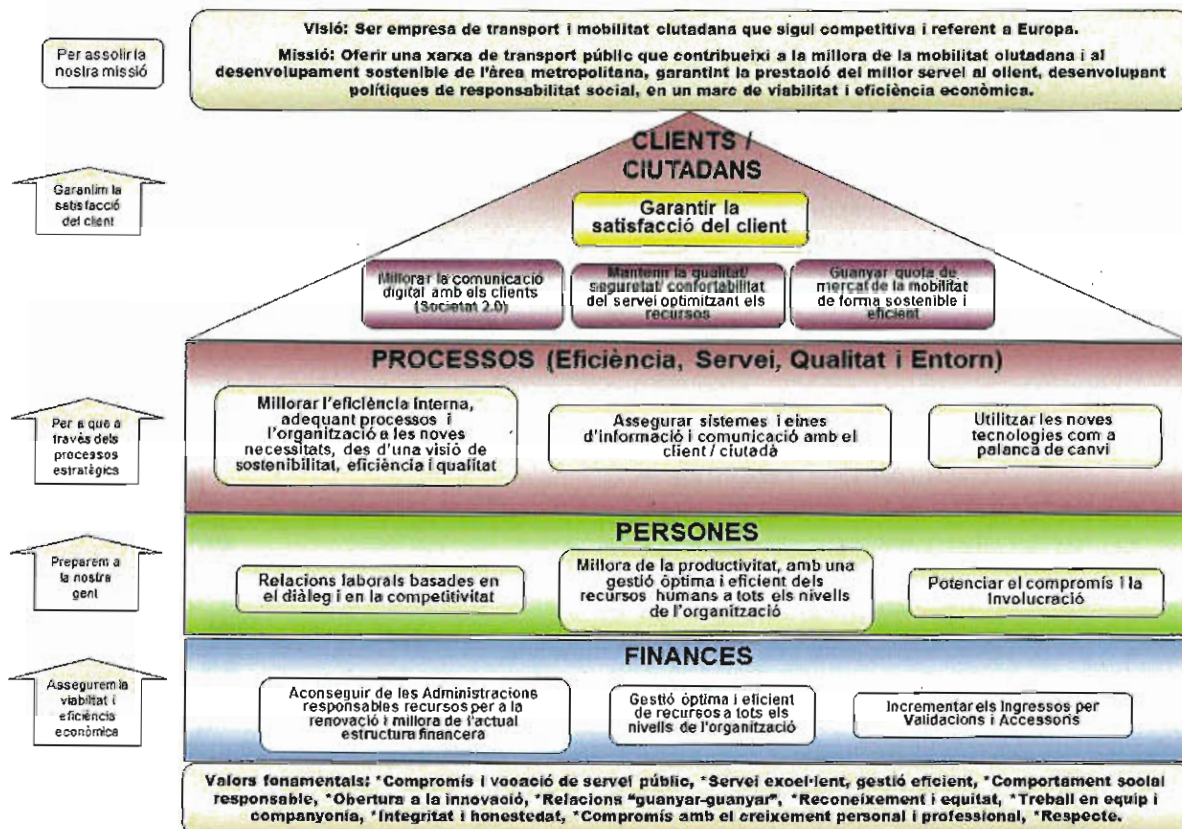 Visió: Ser empresa de transport i mobilitat ciutadana que sigui competitiva i referent a Europa.
Per assolir la
nostra missió
Missió: Oferir una xarxa de transport públic que contribueixi a la millora de la mobilitat ciutadana i al
desenvolupament sostenible de l'àrea metropolitana, garantint la prestació del millor servei al client, desenvolupant
polítiques de responsabilitat social, en un marc de viabilitat i eficiència econòmica.
CLIENTS /
CIUTADANS
Garantim la
satisfacció
del client
Garantir la
satisfacció del client
Millorar la comunicació
digital amb els clients
(Societat 2.0)
Mantenir la qualitat/
seguretat/ confortabilitat
del servei optimitzant els
recursos
Guanyar quota de
mercat de la mobilitat
de forma sostenible i
eficient
PROCESSOS (Eficiència, Servei, Qualitat i Entorn)
Per a que a
través dels
processos
estratègics
Millorar l'eficiència interna,
adequant processos i
l'organització a les noves
necessitats, des d'una visió de
sostenibilitat, eficiència i qualitat
Assegurar sistemes i eines
d'informació i comunicació amb el
client / ciutadà
Utilitzar les noves
tecnologies com a
palanca de canvi
PERSONES
Preparem a
la nostra
gent
Relacions laborals basades en
el diàleg i en la competitivitat
Millora de la productivitat, amb una
gestió òptima i eficient dels
recursos humans a tots els nivells
de l'organització
Potenciar el compromís i la
Involucració
FINANCES
Assegurem la
viabilitat i
eficiència
econòmica
Aconseguir de les Administracions
responsables recursos per a la
renovació i millora de l'actual
estructura financera
Gestió òptima i eficient
de recursos a tots els
nivells de l'organització
Incrementar els Ingressos per
Validacions i Accessoris
Valors fonamentals: *Compromís i vocació de servei públic, *Servei excel·lent, gestió eficient, *Comportament social
responsable, *Obertura a la innovació, *Relacions "guanyar-guanyar", *Reconeixement i equitat, *Treball en equip i
companyonia, *Integritat i honestedat, *Compromís amb el creixement personal i professional, *Respecte.